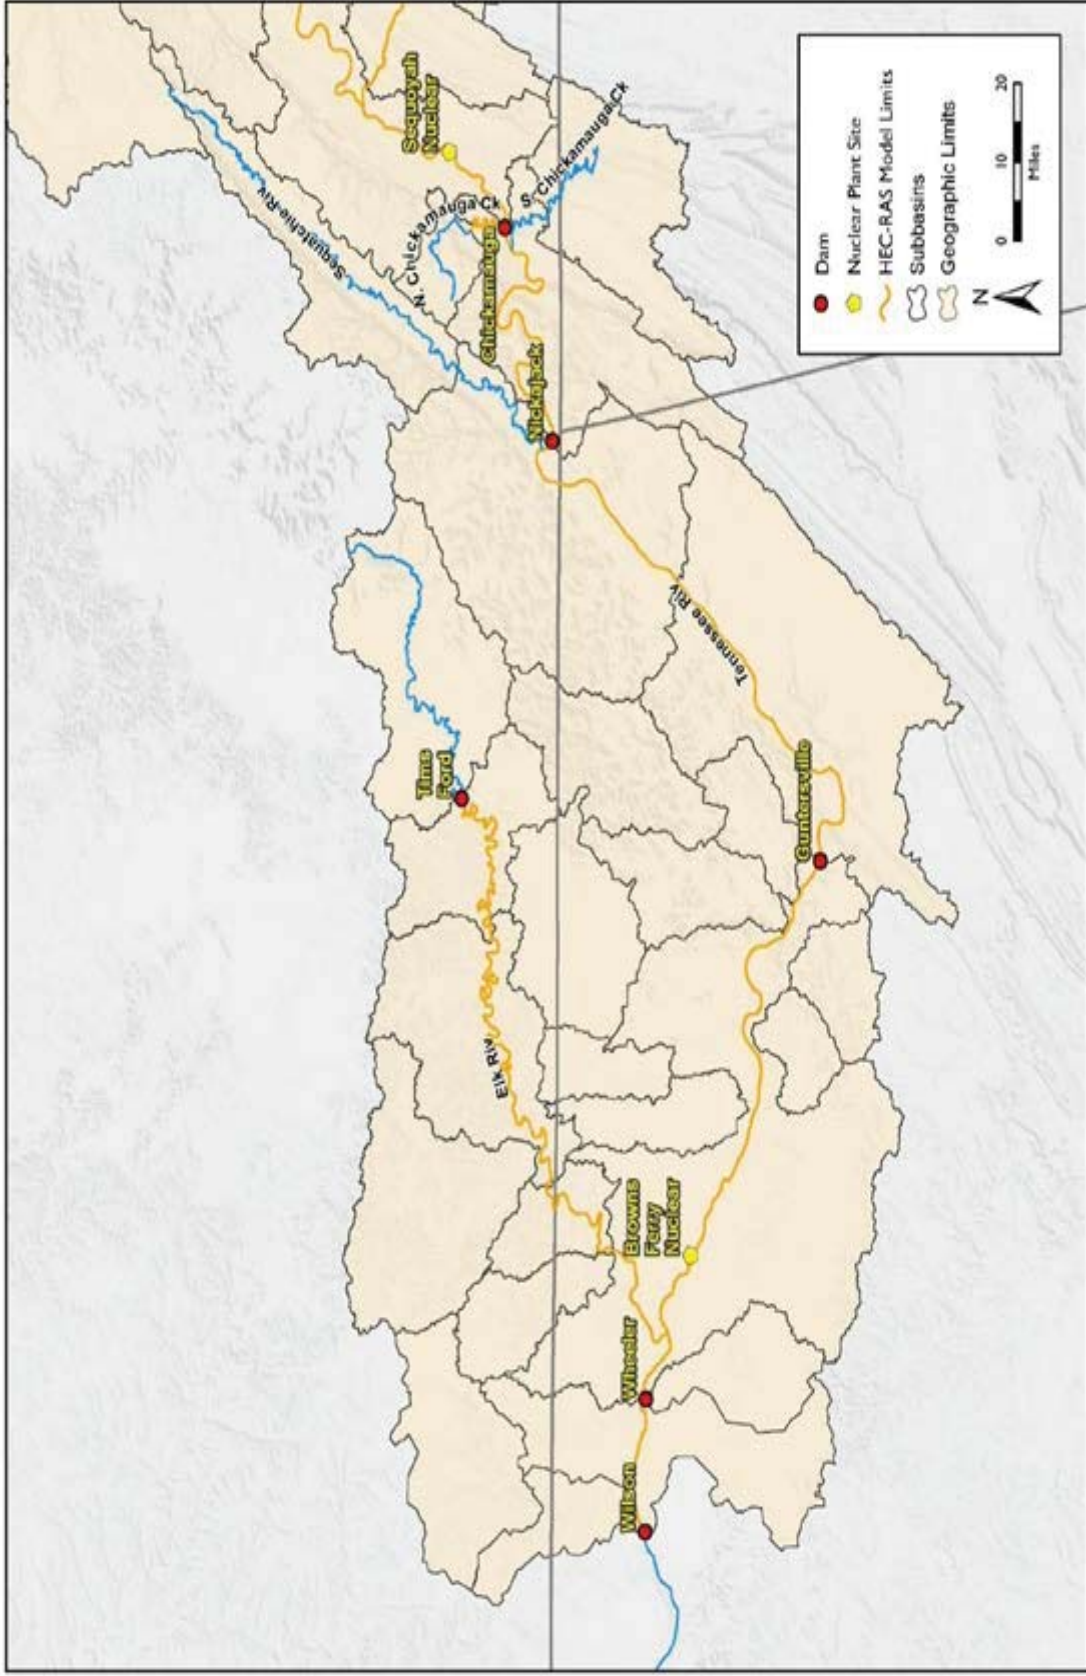 Sequoyah
Nuclear
S. Chickamauga Ck
N. Chickamauga Ck
Chickamauga
Sequatchie Riv
Nickajack
Tennessee Riv
Tims
Ford
Guntersville
Elk Riv
Browns
Ferry
Nuclear
Wheeler
Wilson
Dam
Nuclear Plant Site
HEC-RAS Model Limits
Subbasins
Geographic Limits
N
0 10 20
Miles